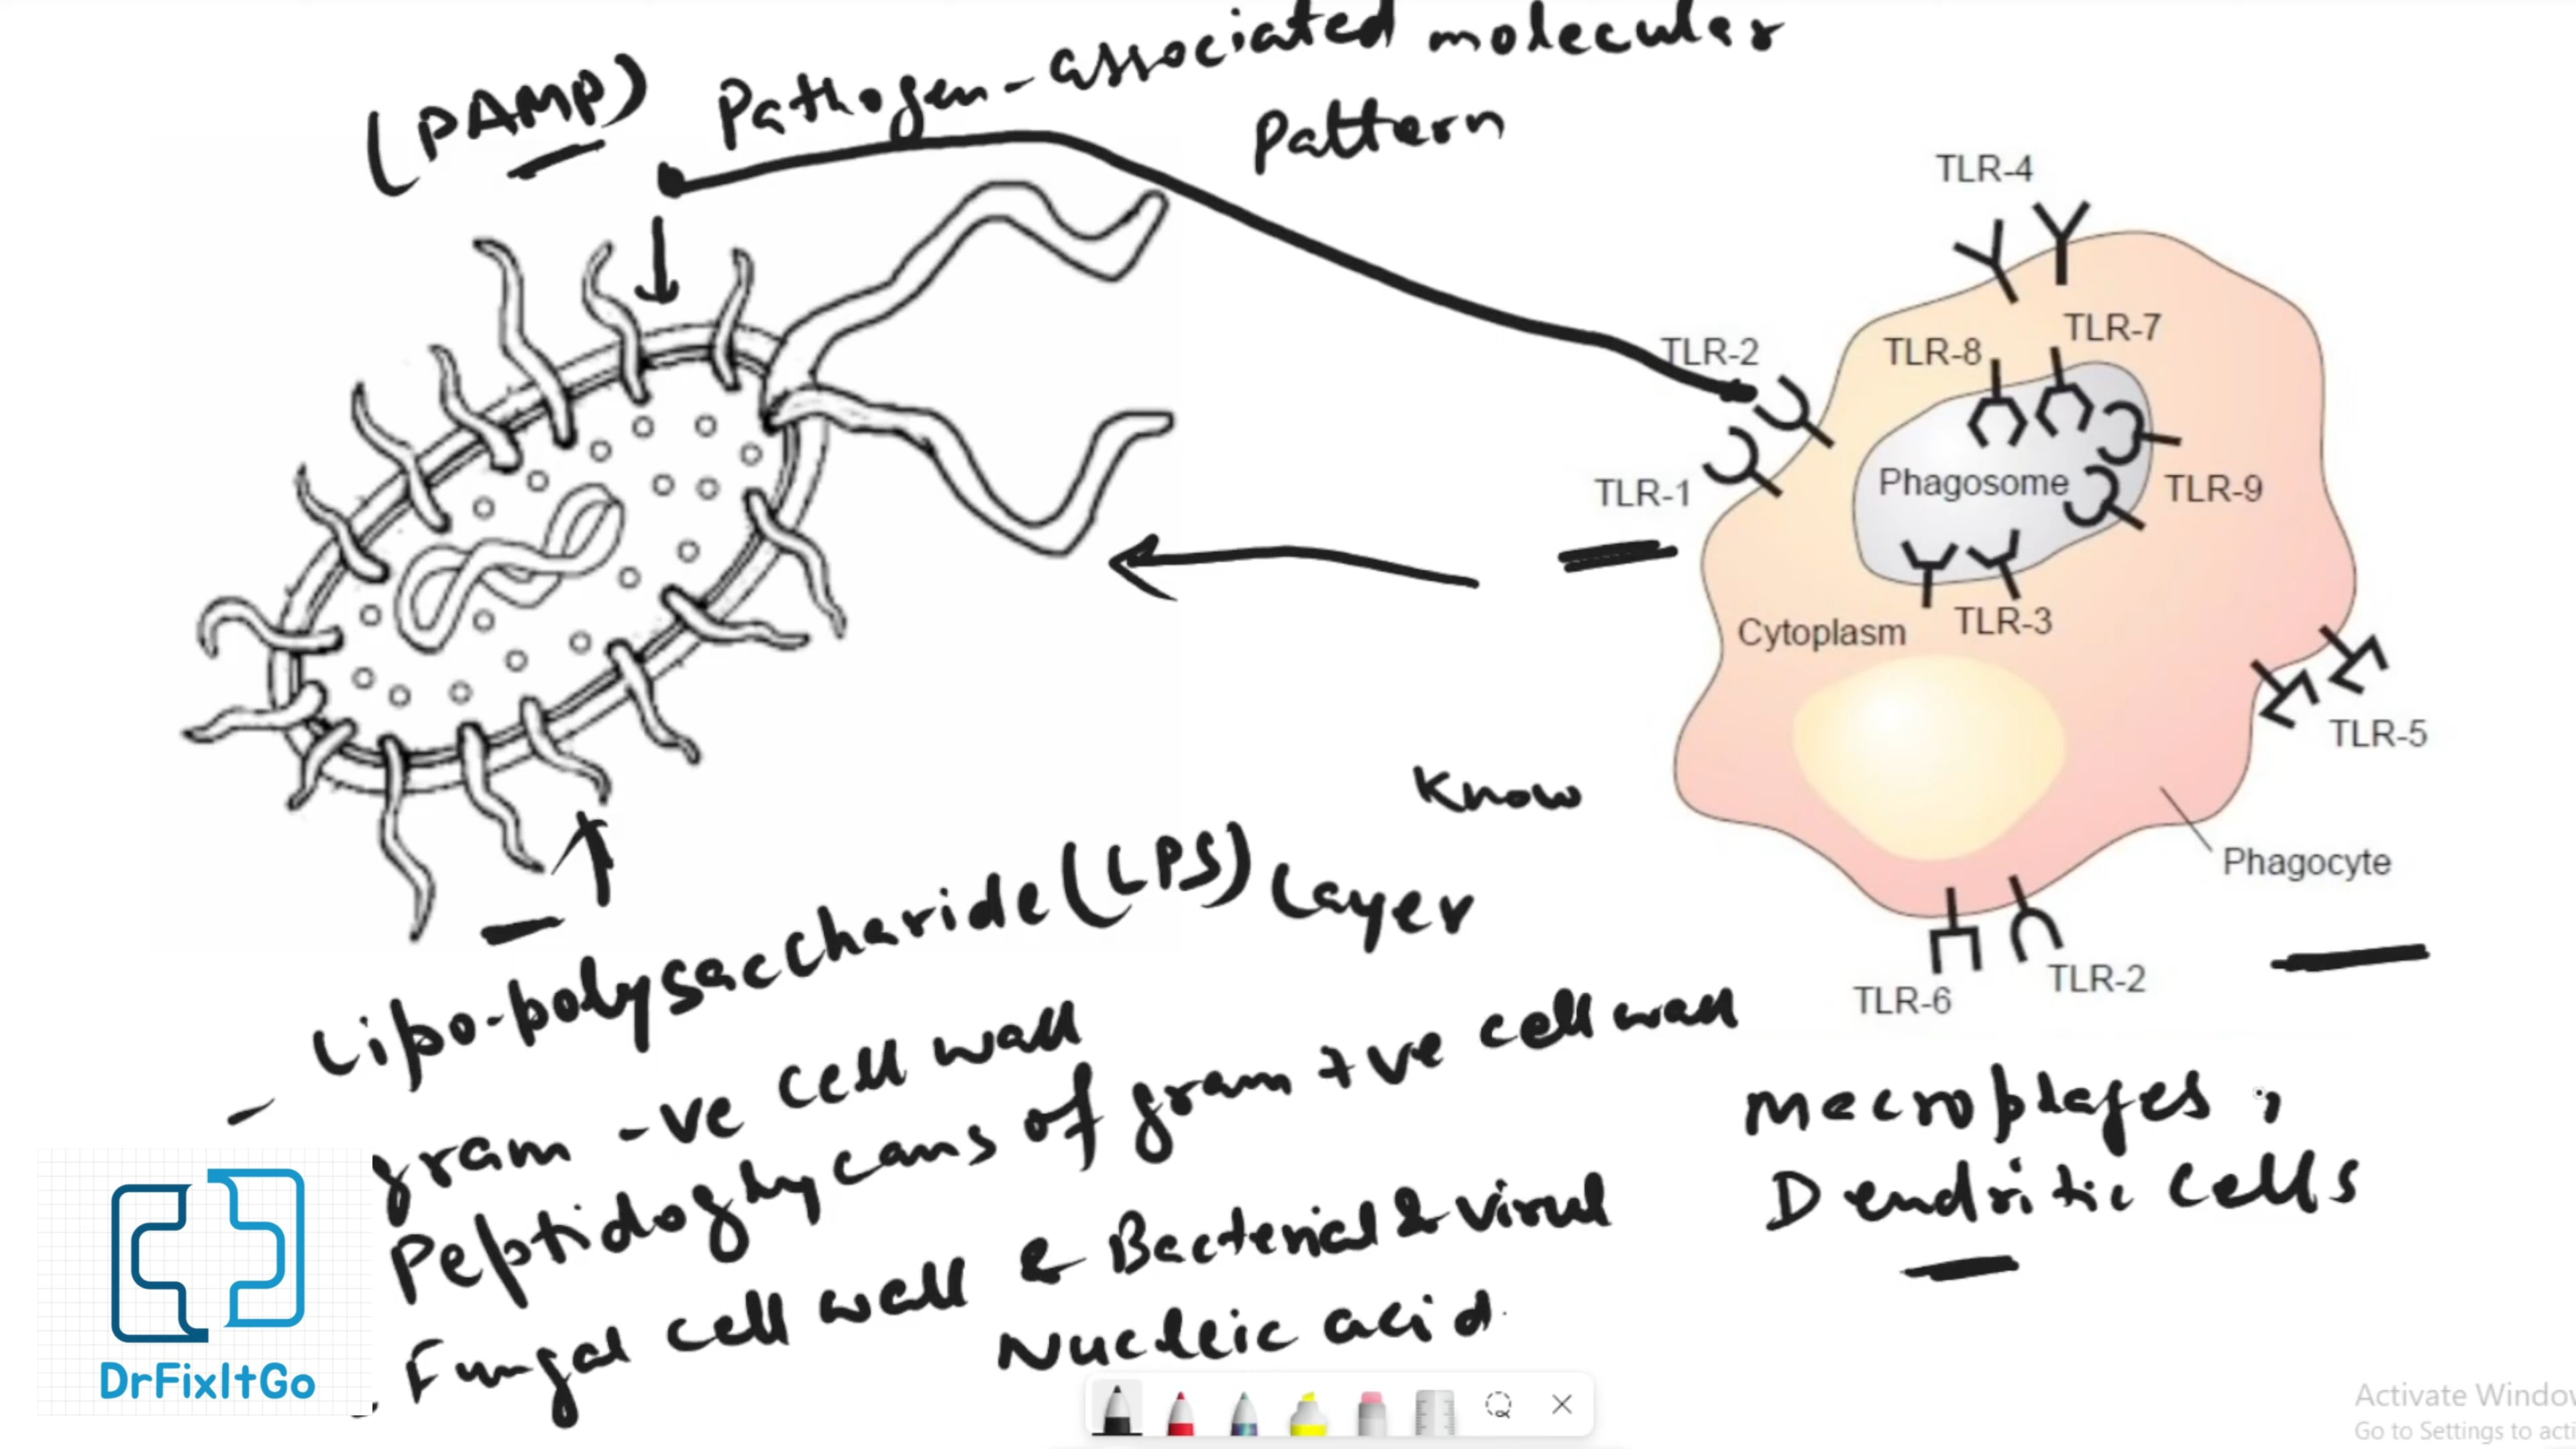 (PAMP) Pathogen-associated molecular
Pattern
TLR-4
TLR-2
TLR-8
TLR-7
TLR-1
Phagosome
TLR-9
Cytoplasm
TLR-3
TLR-5
Know
Phagocyte
TLR-6
TLR-2
- Lipo-polysaccharide (LPS) Layer
gram -ve cell wall
Peptidoglycans of gram +ve cell wall
Fungal cell wall & Bacterial & viral
Nucleic acid.
Macrophages,
Dendritic cells
DrFixItGo
Activate Window
Go to Settings to acti